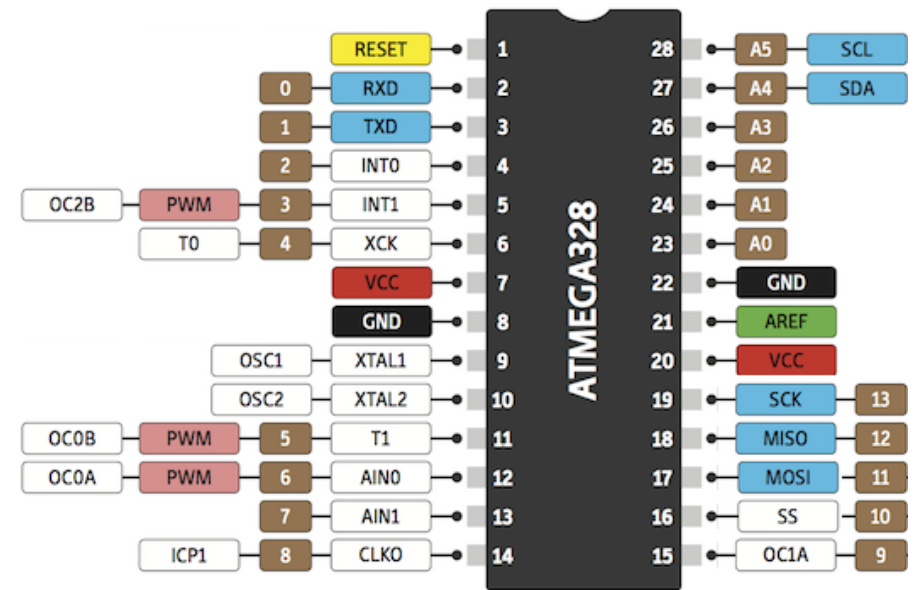 RESET 1 28 A5 SCL
0 RXD 2 27 A4 SDA
1 TXD 3 26 A3
2 INT0 4 25 A2
OC2B PWM 3 INT1 5 24 A1
T0 4 XCK 6 23 A0
VCC 7 22 GND
GND 8 21 AREF
OSC1 XTAL1 9 20 VCC
OSC2 XTAL2 10 19 SCK 13
OC0B PWM 5 T1 11 18 MISO 12
OC0A PWM 6 AIN0 12 17 MOSI 11
7 AIN1 13 16 SS 10
ICP1 8 CLKO 14 15 OC1A 9
ATMEGA328